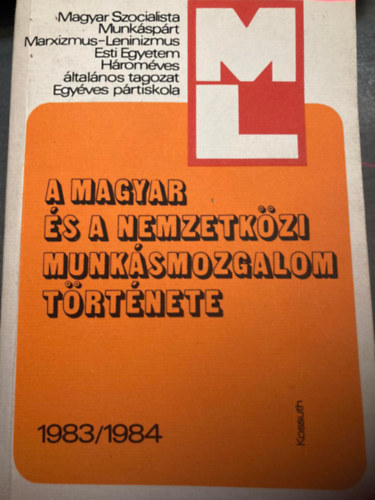 Magyar Szocialista
Munkáspárt
Marxizmus-Leninizmus
Esti Egyetem
Hároméves
általános tagozat
Egyéves pártiskola
ML
A MAGYAR
ÉS A NEMZETKÖZI
MUNKÁSMOZGALOM
TÖRTÉNETE
1983/1984
Kossuth